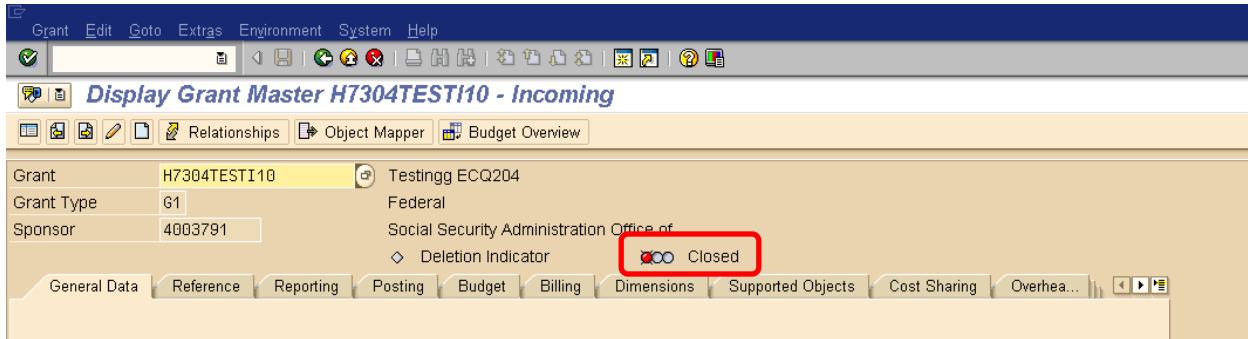 Grant Edit Goto Extras Environment System Help
Display Grant Master H7304TESTI10 - Incoming
Relationships Object Mapper Budget Overview
Grant H7304TESTI10 Testingg ECQ204
Grant Type G1 Federal
Sponsor 4003791 Social Security Administration Office of
Deletion Indicator Closed
General Data Reference Reporting Posting Budget Billing Dimensions Supported Objects Cost Sharing Overhea...